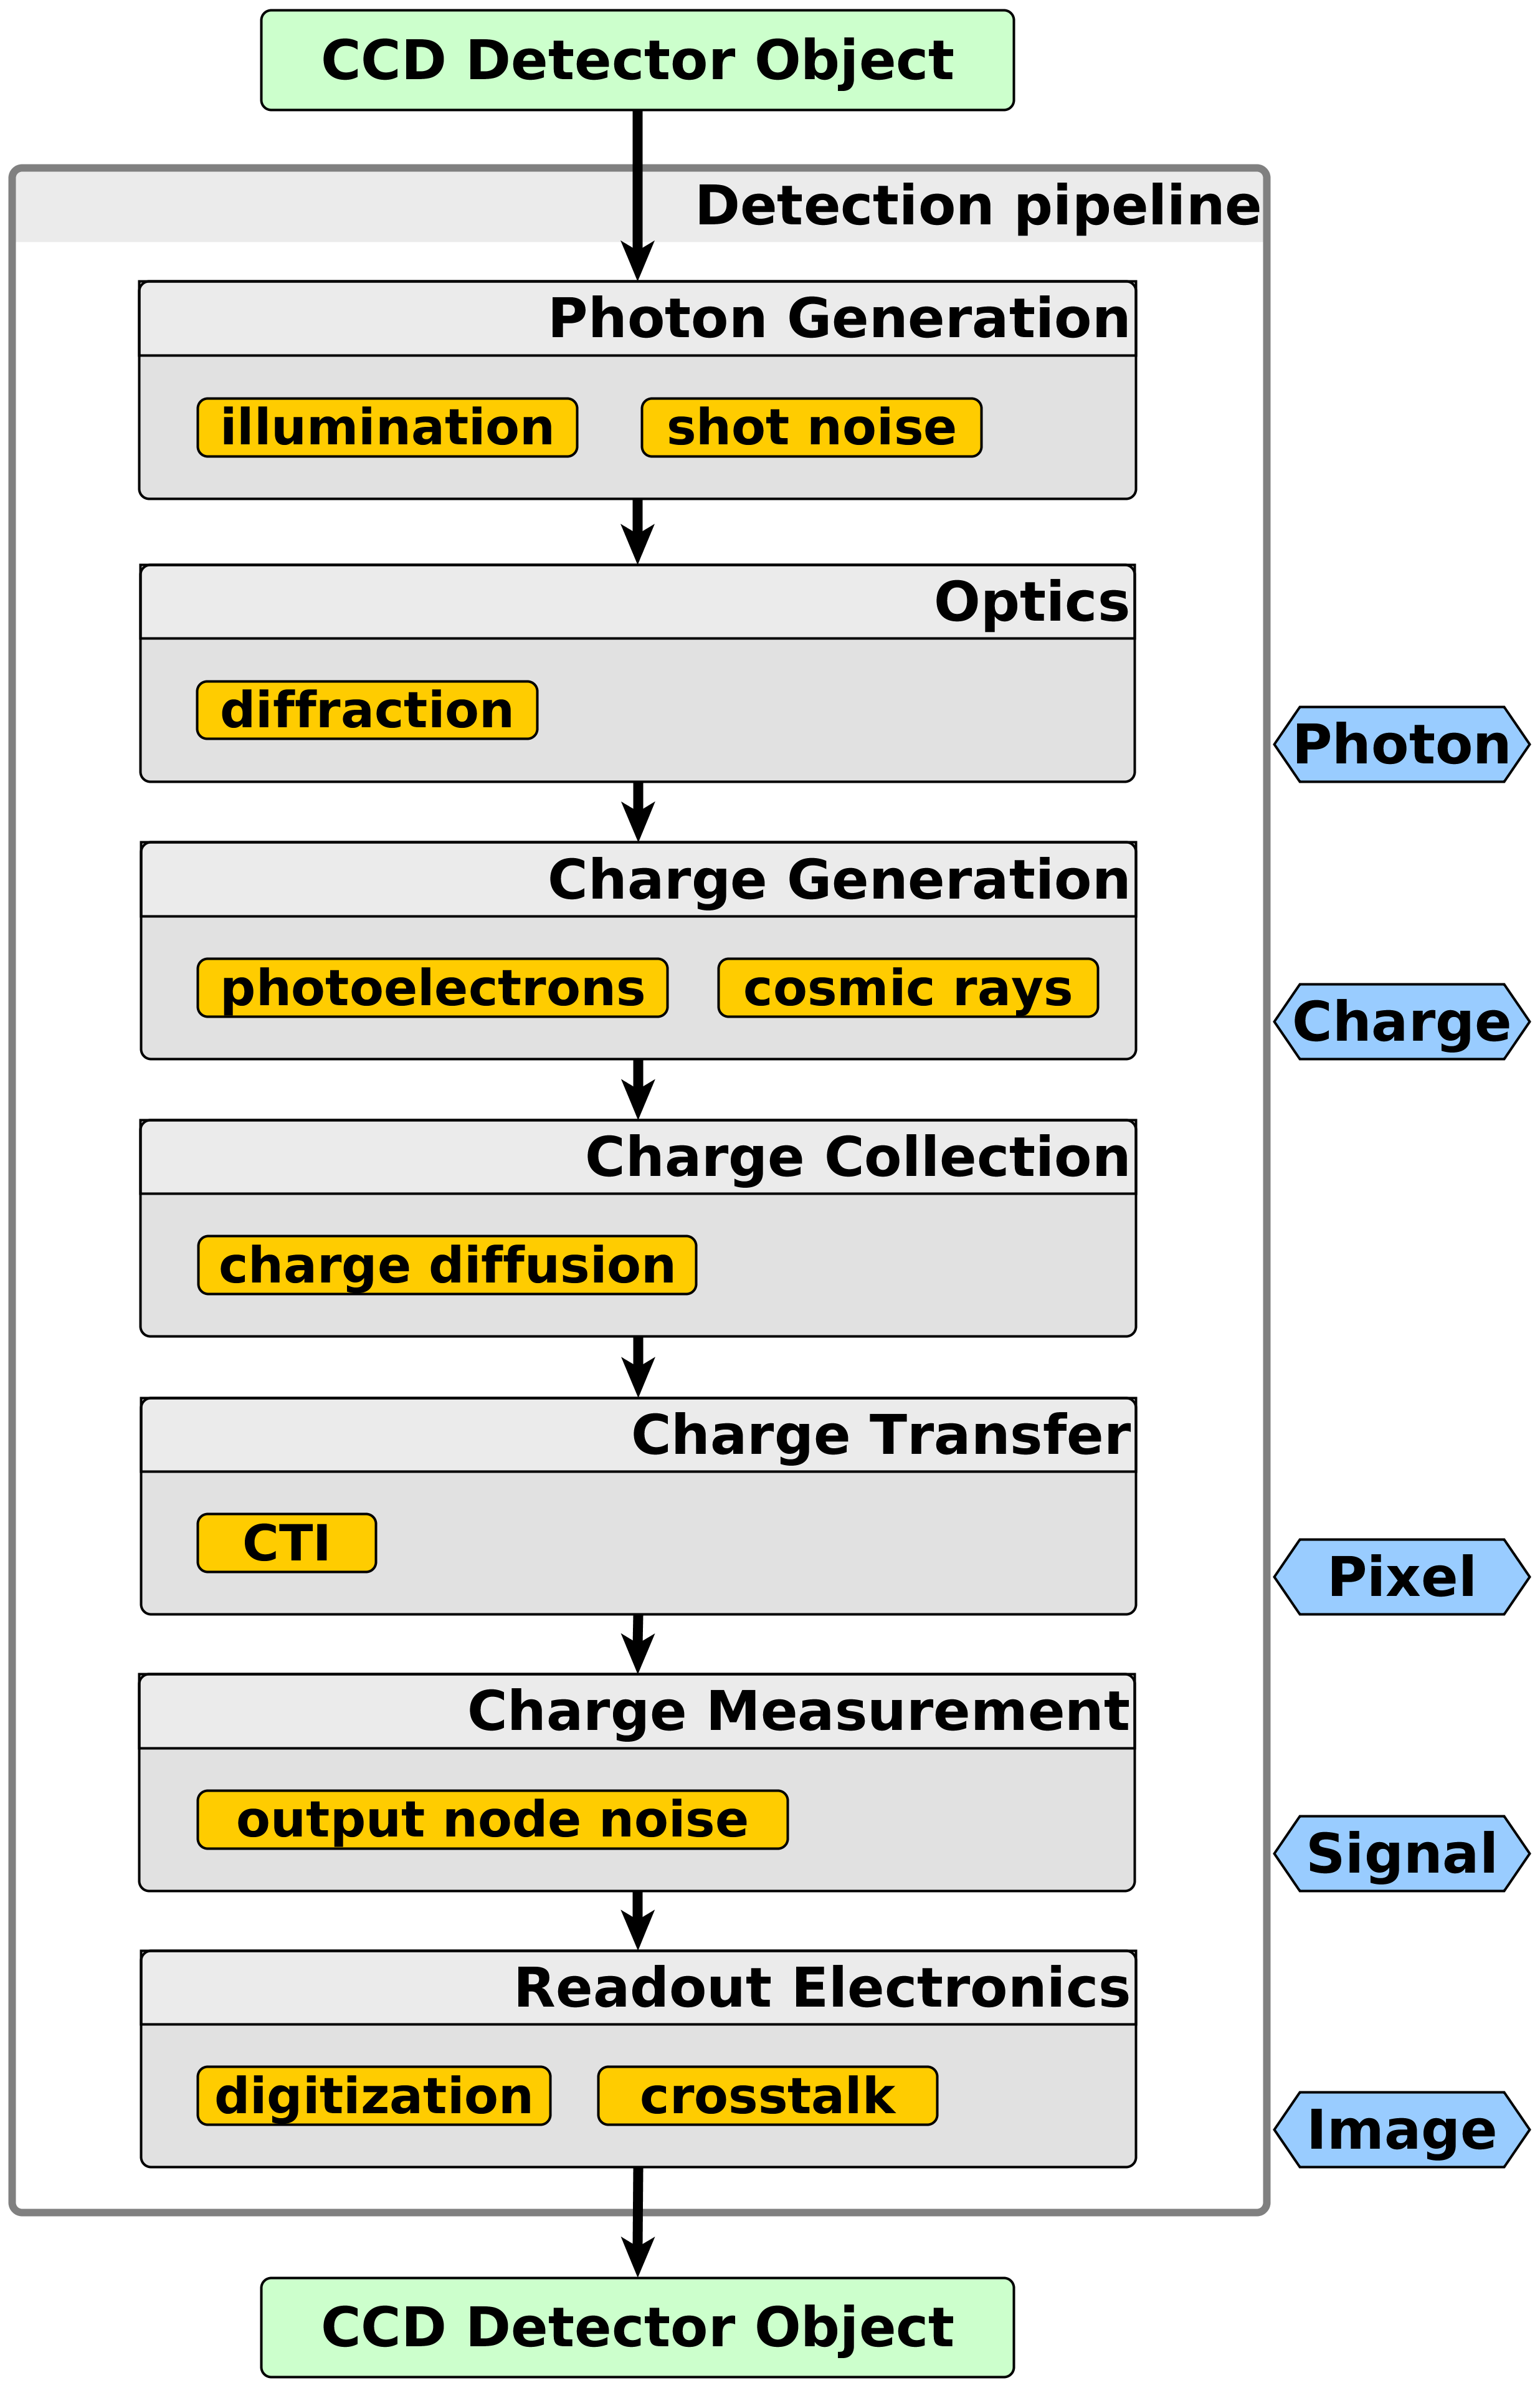 CCD Detector Object
Detection pipeline
Photon Generation
illumination
shot noise
Optics
diffraction
Photon
Charge Generation
photoelectrons
cosmic rays
Charge
Charge Collection
charge diffusion
Charge Transfer
CTI
Pixel
Charge Measurement
output node noise
Signal
Readout Electronics
digitization
crosstalk
Image
CCD Detector Object